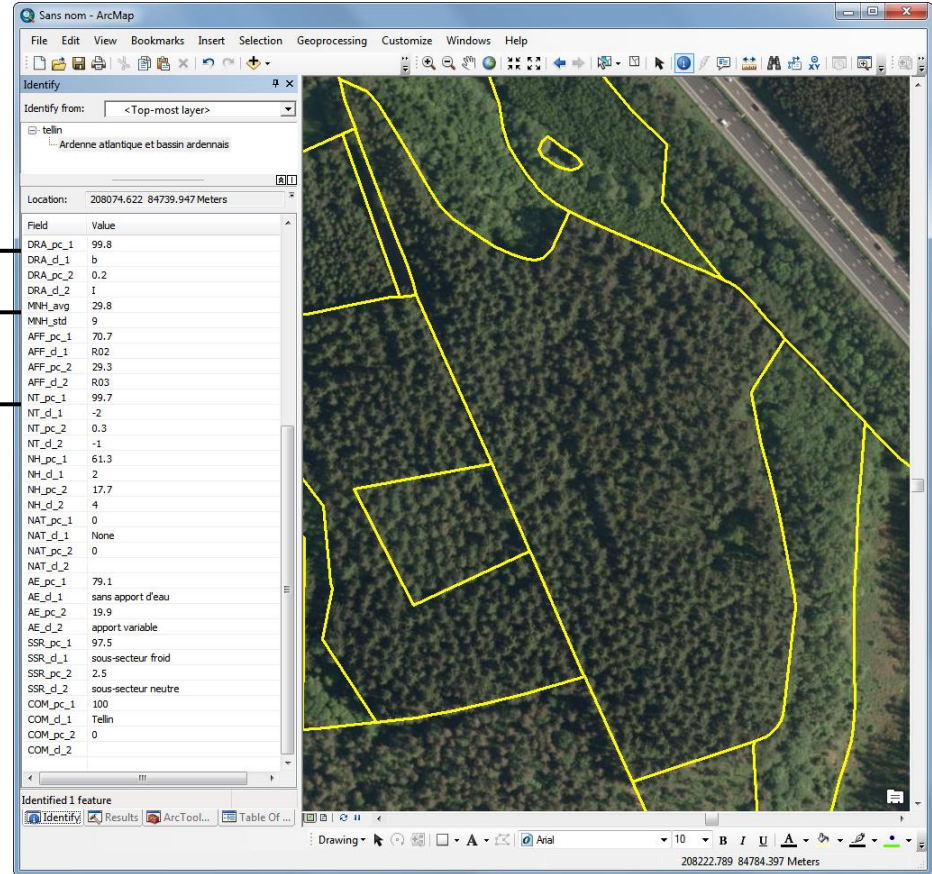 Sans nom - ArcMap
File Edit View Bookmarks Insert Selection Geoprocessing Customize Windows Help
Identify
Identify from: <Top-most layer>
tellin
Ardenne atlantique et bassin ardennais
Location: 208074.622 84739.947 Meters
Field Value
DRA_pc_1 99.8
DRA_cl_1 b
DRA_pc_2 0.2
DRA_cl_2 I
MNH_avg 29.8
MNH_std 9
AFF_pc_1 70.7
AFF_cl_1 R02
AFF_pc_2 29.3
AFF_cl_2 R03
NT_pc_1 99.7
NT_cl_1 -2
NT_pc_2 0.3
NT_cl_2 -1
NH_pc_1 61.3
NH_cl_1 2
NH_pc_2 17.7
NH_cl_2 4
NAT_pc_1 0
NAT_cl_1 None
NAT_pc_2 0
NAT_cl_2
AE_pc_1 79.1
AE_cl_1 sans apport d'eau
AE_pc_2 19.9
AE_cl_2 apport variable
SSR_pc_1 97.5
SSR_cl_1 sous-secteur froid
SSR_pc_2 2.5
SSR_cl_2 sous-secteur neutre
COM_pc_1 100
COM_cl_1 Tellin
COM_pc_2 0
COM_cl_2
Identified 1 feature
Identify Results ArcTool... Table Of ...
Drawing A Arial 10 B I U A
208222.789 84784.397 Meters